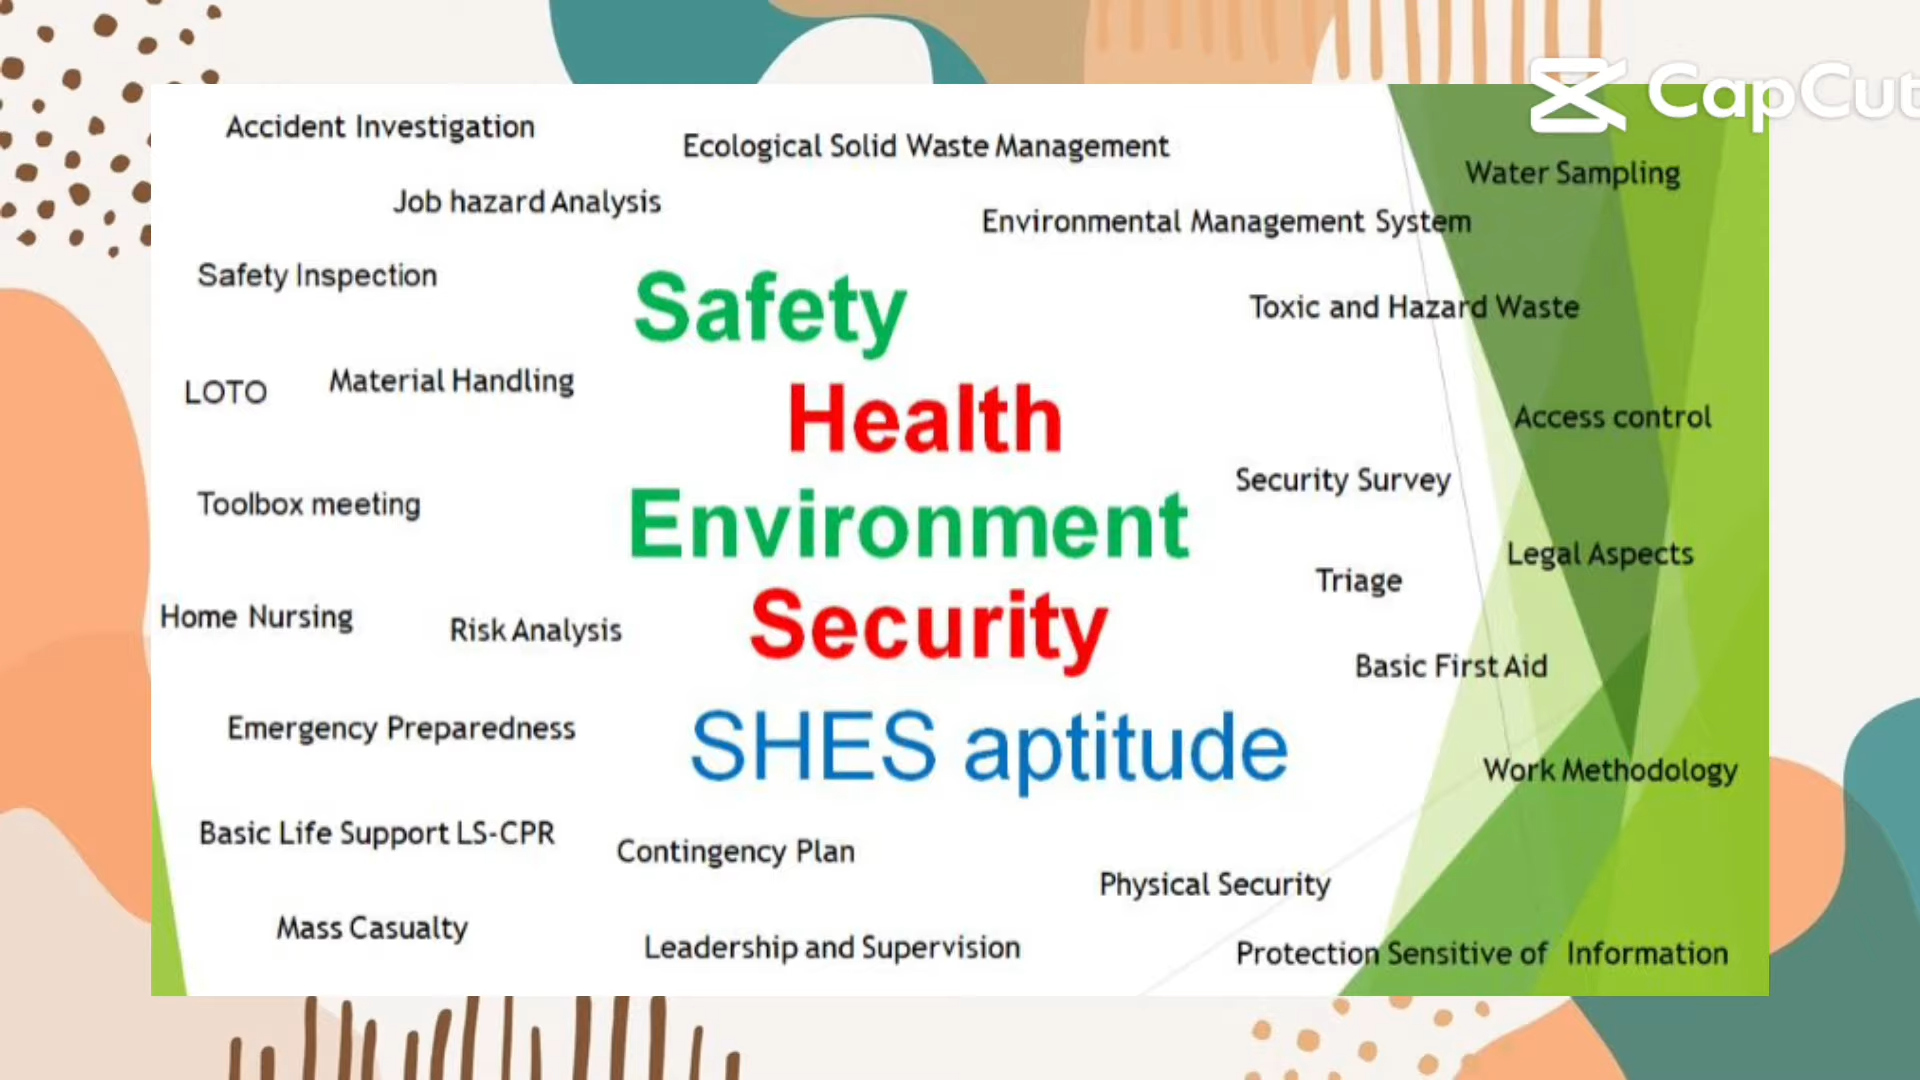 CapCut
Accident Investigation
Ecological Solid Waste Management
Water Sampling
Job hazard Analysis
Environmental Management System
Safety Inspection
Safety
Toxic and Hazard Waste
LOTO
Material Handling
Health
Access control
Security Survey
Toolbox meeting
Environment
Legal Aspects
Triage
Home Nursing
Risk Analysis
Security
Basic First Aid
Emergency Preparedness
SHES aptitude
Work Methodology
Basic Life Support LS-CPR
Contingency Plan
Physical Security
Mass Casualty
Leadership and Supervision
Protection Sensitive of Information